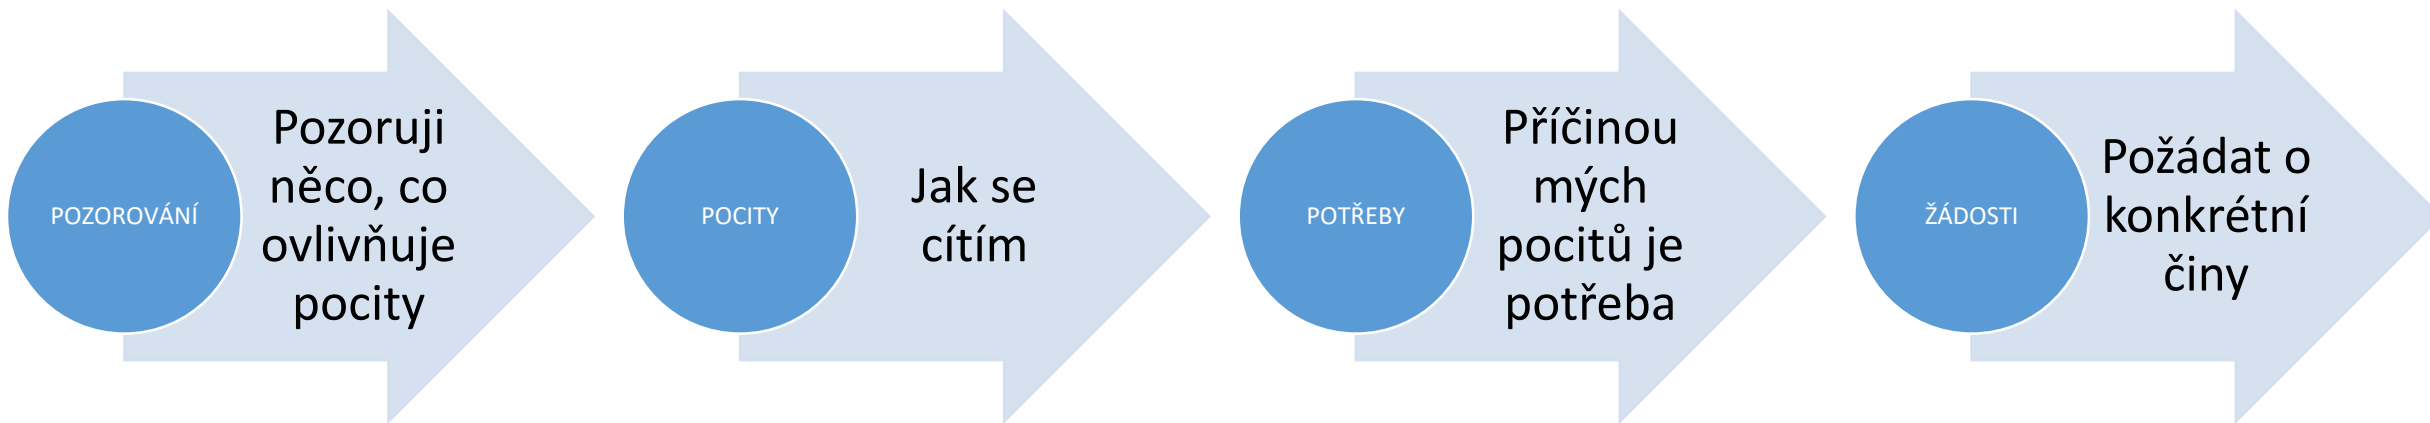 POZOROVÁNÍ
Pozoruji
něco, co
ovlivňuje
pocity
POCITY
Jak se
cítím
POTŘEBY
Příčinou
mých
pocitů je
potřeba
ŽÁDOSTI
Požádat o
konkrétní
činy